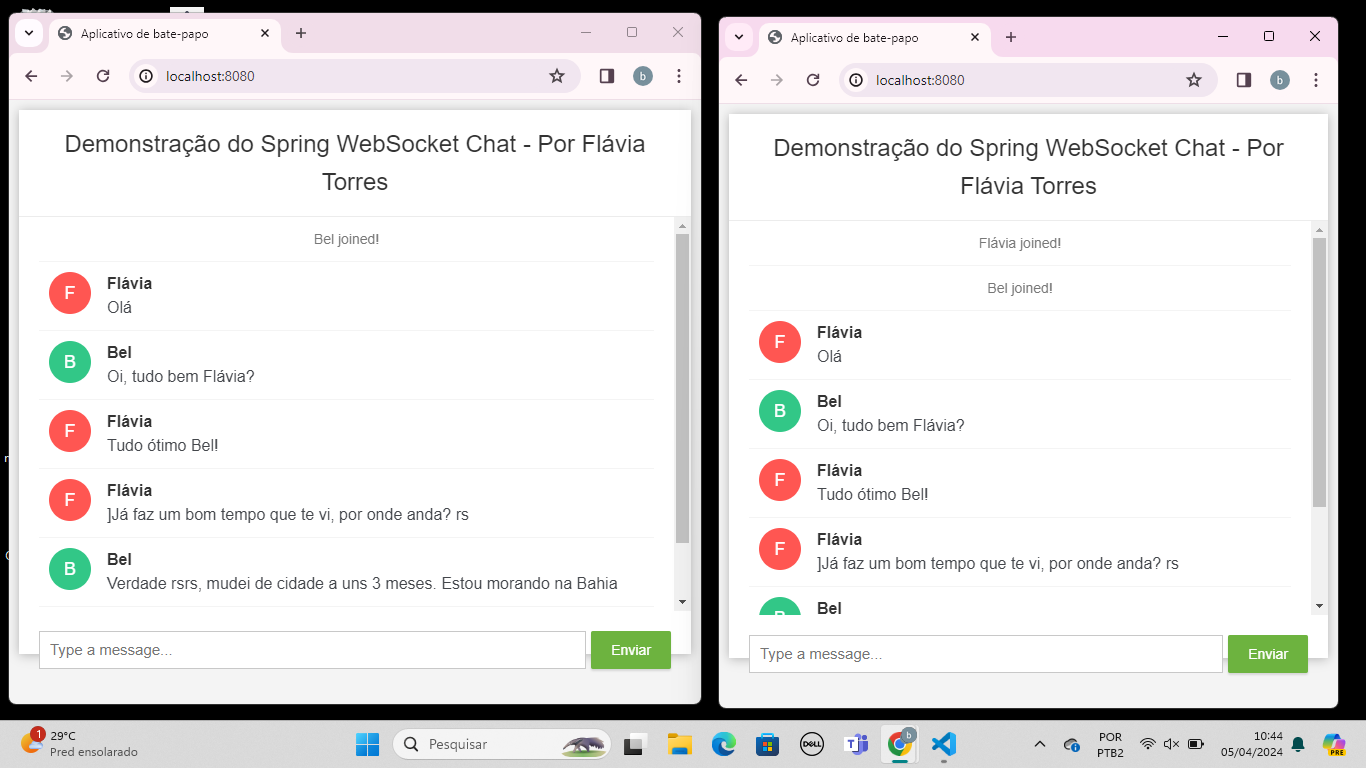 Aplicativo de bate-papo
localhost:8080
b
Demonstração do Spring WebSocket Chat - Por Flávia
Torres
Bel joined!
F
Flávia
Olá
B
Bel
Oi, tudo bem Flávia?
F
Flávia
Tudo ótimo Bel!
F
Flávia
]Já faz um bom tempo que te vi, por onde anda? rs
B
Bel
Verdade rsrs, mudei de cidade a uns 3 meses. Estou morando na Bahia
Type a message...
Enviar
Aplicativo de bate-papo
localhost:8080
b
Demonstração do Spring WebSocket Chat - Por
Flávia Torres
Flávia joined!
Bel joined!
F
Flávia
Olá
B
Bel
Oi, tudo bem Flávia?
F
Flávia
Tudo ótimo Bel!
F
Flávia
]Já faz um bom tempo que te vi, por onde anda? rs
B
Bel
Type a message...
Enviar
1
29°C
Pred ensolarado
Pesquisar
DELL
b
POR
PTB2
10:44
05/04/2024
PRE